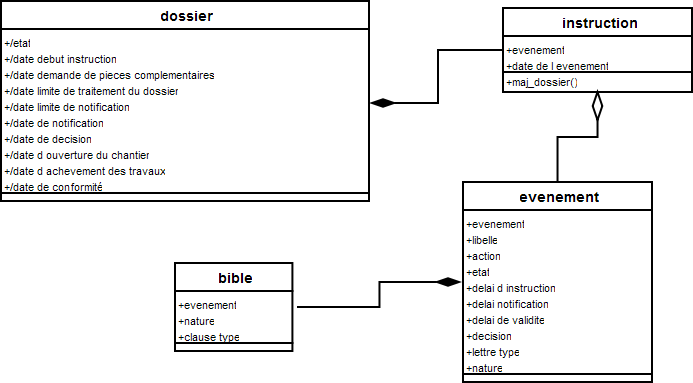 dossier
+/etat
+/date debut instruction
+/date demande de pieces complementaires
+/date limite de traitement du dossier
+/date limite de notification
+/date de notification
+/date de decision
+/date d ouverture du chantier
+/date d achevement des travaux
+/date de conformité
instruction
+evenement
+date de l evenement
+maj_dossier()
evenement
+evenement
+libelle
+action
+etat
+delai d instruction
+delai notification
+delai de validite
+decision
+lettre type
+nature
bible
+evenement
+nature
+clause type